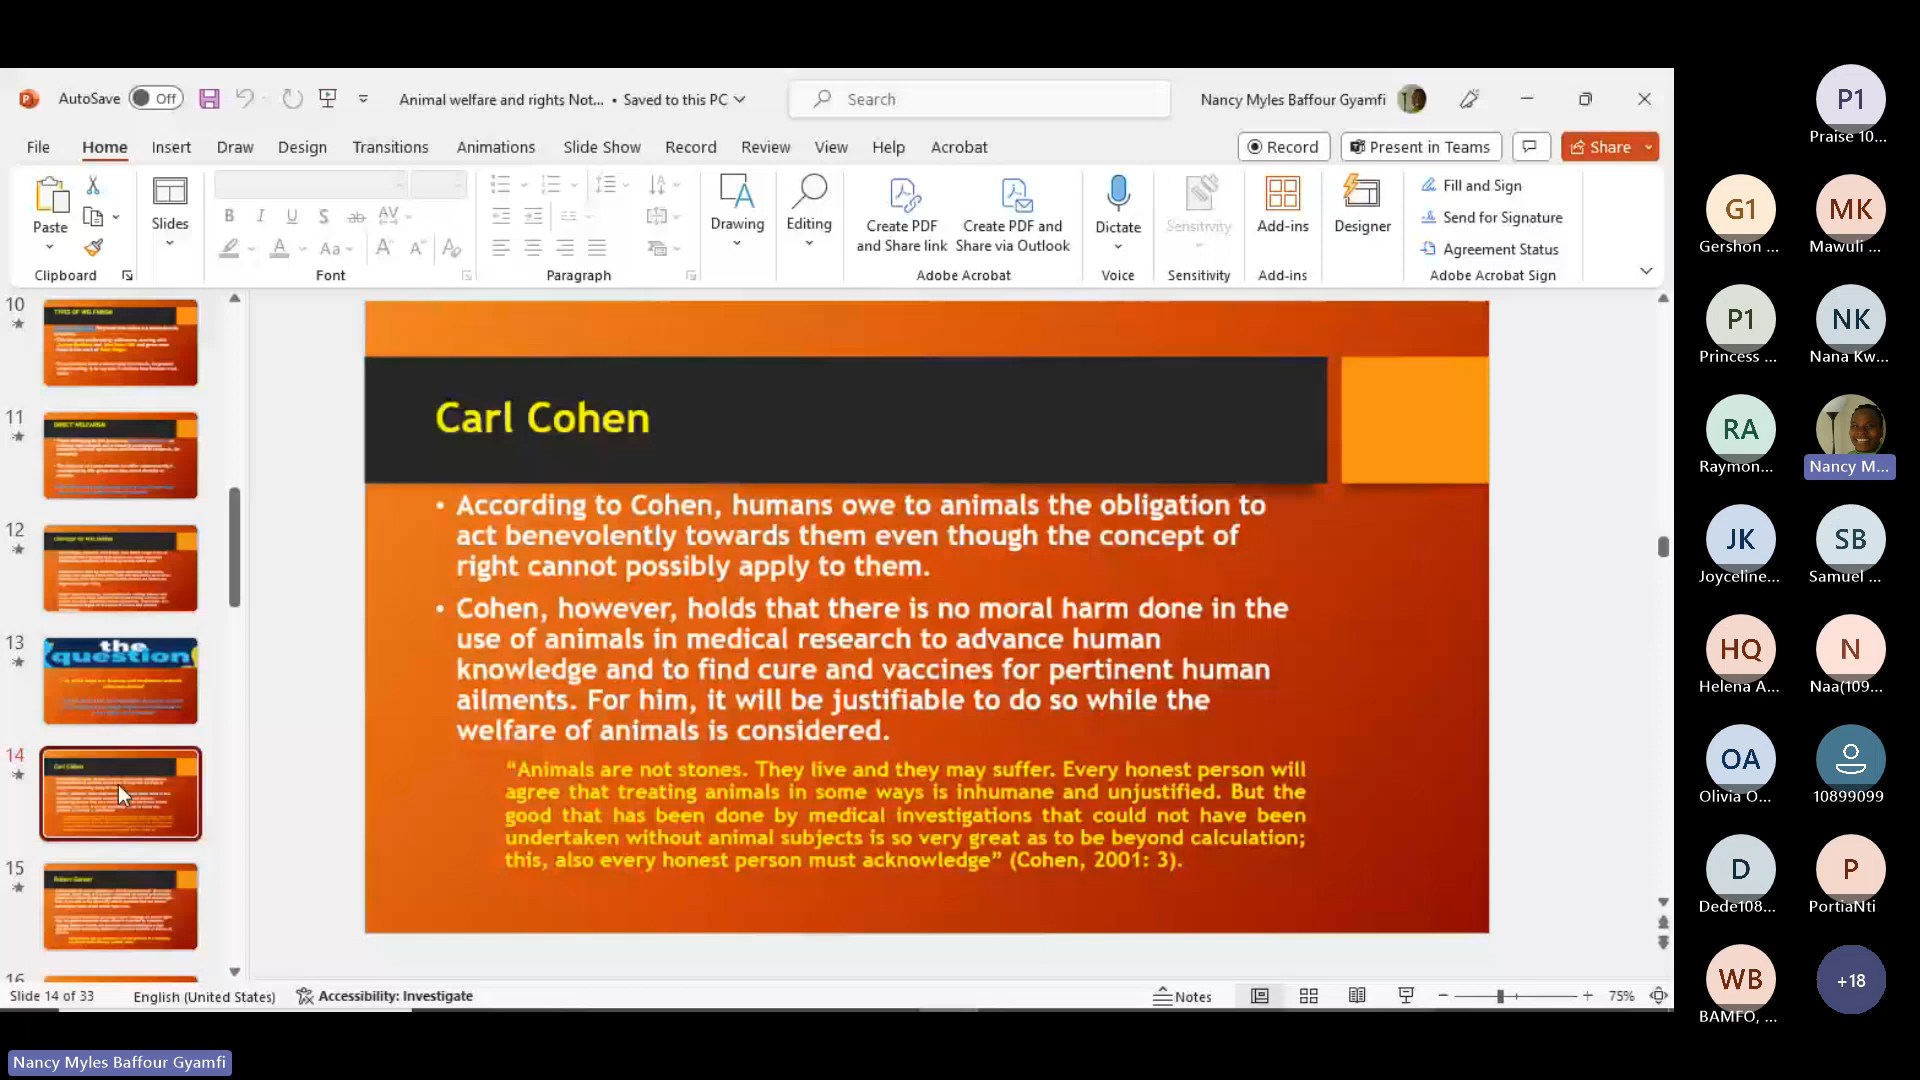 AutoSave Off Animal welfare and rights Not... • Saved to this PC Search Nancy Myles Baffour Gyamfi
File Home Insert Draw Design Transitions Animations Slide Show Record Review View Help Acrobat Record Present in Teams Share
Paste
Slides
Drawing
Editing
Create PDF
and Share link
Create PDF and
Share via Outlook
Dictate
Sensitivity
Add-ins
Designer
Fill and Sign
Send for Signature
Agreement Status
Clipboard Font Paragraph Adobe Acrobat Voice Sensitivity Add-ins Adobe Acrobat Sign
10
TYPES OF WELFARISM
11
DIRECT WELFARISM
12
13
the
question
14
Carl Cohen
15
Robert Garner
16
Carl Cohen
• According to Cohen, humans owe to animals the obligation to
act benevolently towards them even though the concept of
right cannot possibly apply to them.
• Cohen, however, holds that there is no moral harm done in the
use of animals in medical research to advance human
knowledge and to find cure and vaccines for pertinent human
ailments. For him, it will be justifiable to do so while the
welfare of animals is considered.
“Animals are not stones. They live and they may suffer. Every honest person will
agree that treating animals in some ways is inhumane and unjustified. But the
good that has been done by medical investigations that could not have been
undertaken without animal subjects is so very great as to be beyond calculation;
this, also every honest person must acknowledge” (Cohen, 2001: 3).
Slide 14 of 33 English (United States) Accessibility: Investigate Notes 75%
Nancy Myles Baffour Gyamfi
P1
Praise 10...
G1
Gershon ...
MK
Mawuli ...
P1
Princess ...
NK
Nana Kw...
RA
Raymon...
Nancy M...
JK
Joyceline...
SB
Samuel ...
HQ
Helena A...
N
Naa(109...
OA
Olivia O...
10899099
D
Dede108...
P
PortiaNti
WB
BAMFO, ...
+18